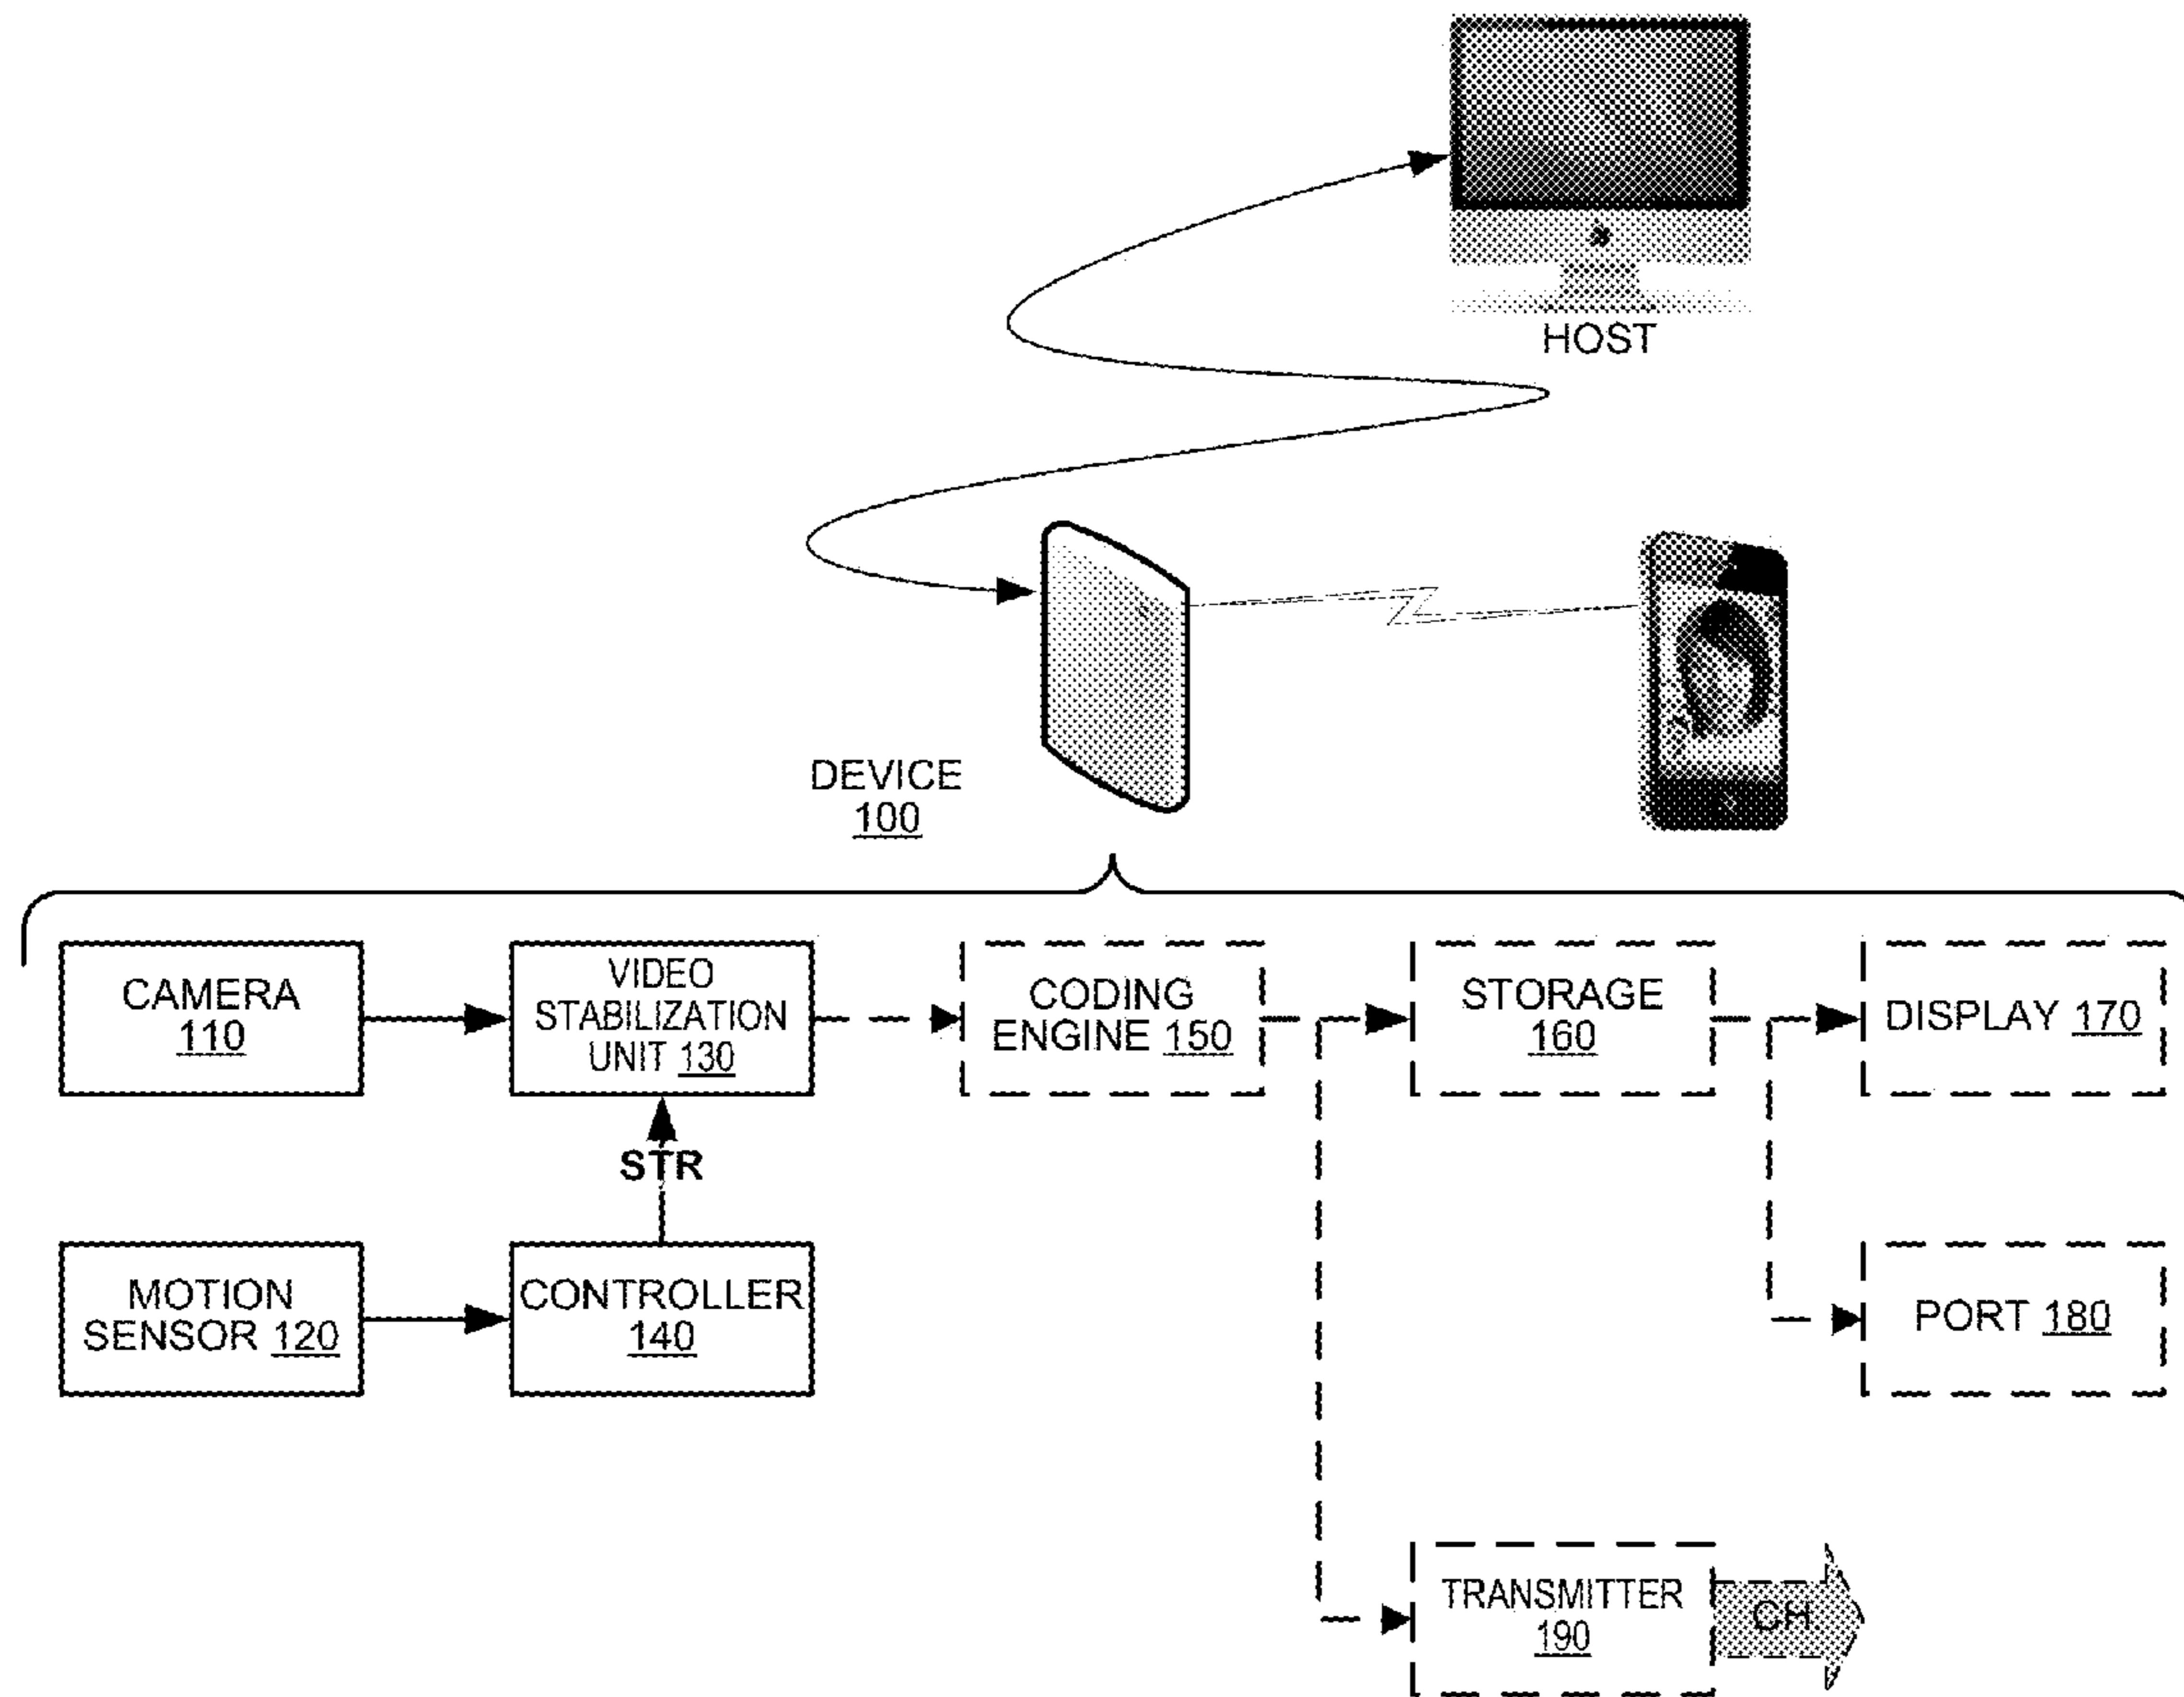 HOST
DEVICE
100
CAMERA
110
VIDEO
STABILIZATION
UNIT 130
CODING
ENGINE 150
STORAGE
160
DISPLAY 170
STR
MOTION
SENSOR 120
CONTROLLER
140
PORT 180
TRANSMITTER
190
CH